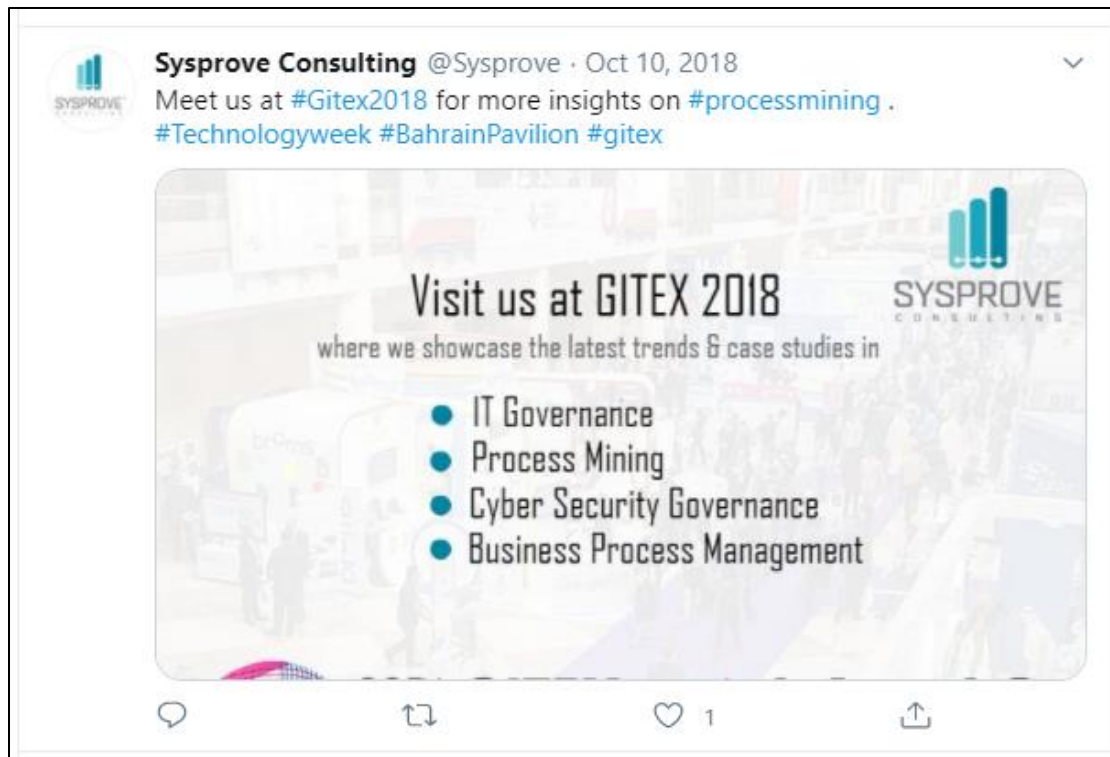 Sysprove Consulting @Sysprove · Oct 10, 2018
SYSPROVE
Meet us at #Gitex2018 for more insights on #processmining .
#Technologyweek #BahrainPavilion #gitex
SYSPROVE
CONSULTING
Visit us at GITEX 2018
where we showcase the latest trends & case studies in
● IT Governance
● Process Mining
● Cyber Security Governance
● Business Process Management
1